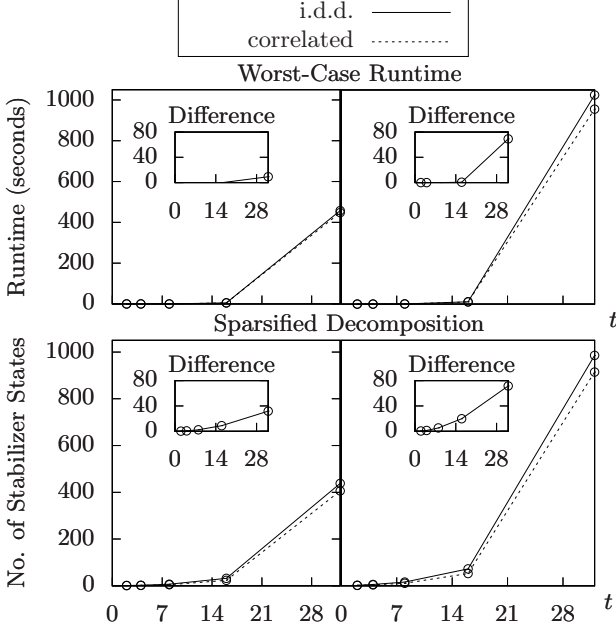 i.d.d.
correlated
Worst-Case Runtime
Runtime (seconds)
1000
800
600
400
200
0
Difference
80
40
0
0 14 28
Difference
80
40
0
0 14 28
t
Sparsified Decomposition
No. of Stabilizer States
1000
800
600
400
200
0
Difference
80
40
0
0 14 28
Difference
80
40
0
0 14 28
0 7 14 21 28 0 7 14 21 28 t